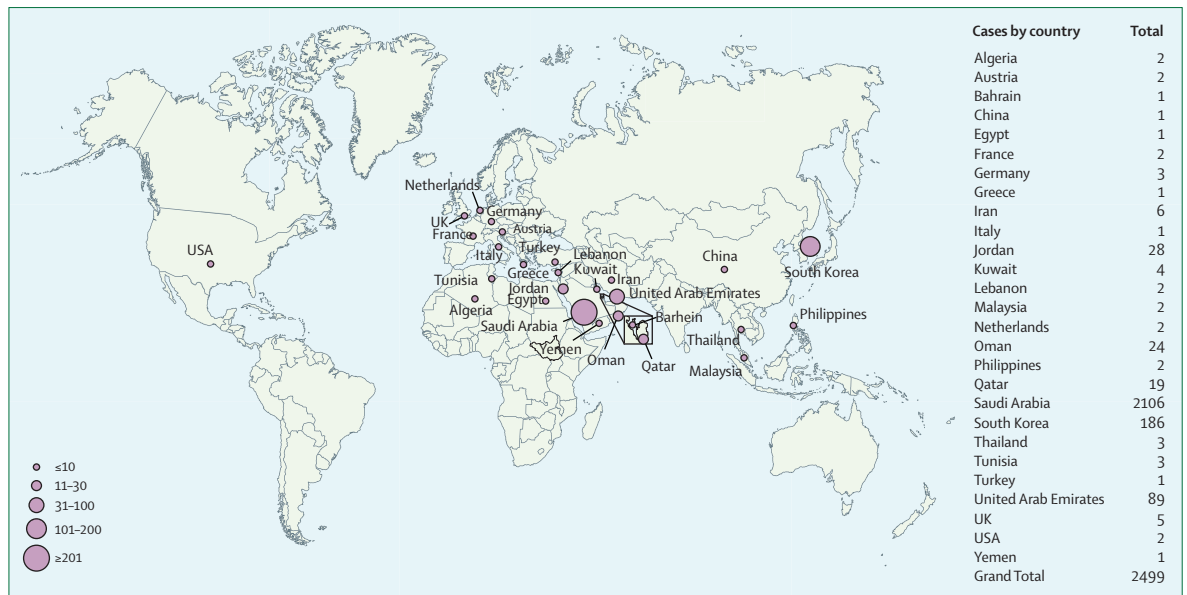 Netherlands
Germany
UK
France
Austria
USA
Italy
Turkey
Lebanon
China
Greece
Kuwait
South Korea
Tunisia
Iran
Jordan
United Arab Emirates
Egypt
Algeria
Barhein
Philippines
Saudi Arabia
Thailand
Yemen
Oman
Qatar
Malaysia
≤10
11–30
31–100
101–200
≥201
Cases by country Total
Algeria 2
Austria 2
Bahrain 1
China 1
Egypt 1
France 2
Germany 3
Greece 1
Iran 6
Italy 1
Jordan 28
Kuwait 4
Lebanon 2
Malaysia 2
Netherlands 2
Oman 24
Philippines 2
Qatar 19
Saudi Arabia 2106
South Korea 186
Thailand 3
Tunisia 3
Turkey 1
United Arab Emirates 89
UK 5
USA 2
Yemen 1
Grand Total 2499